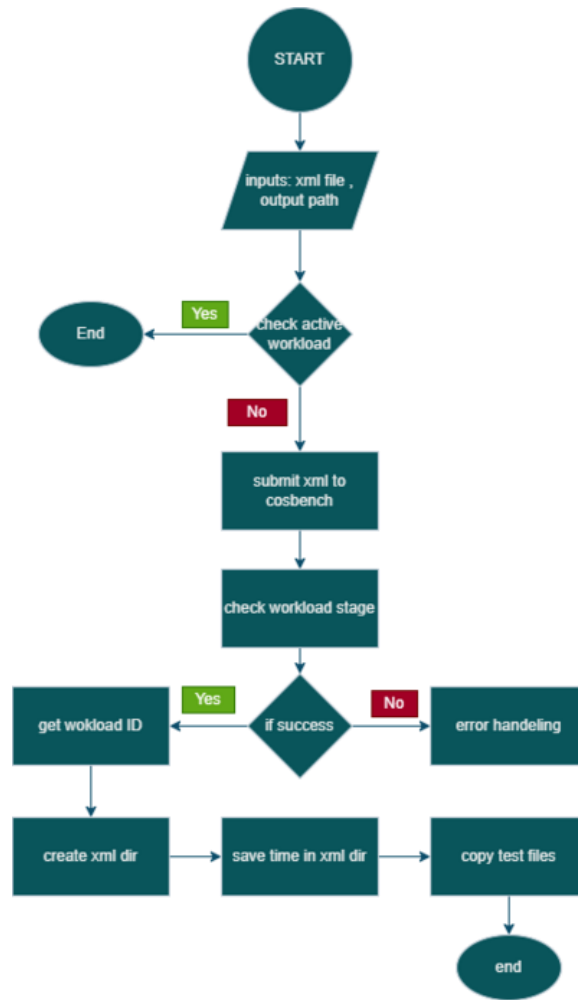 START
inputs: xml file ,
output path
Yes
End
check active
workload
No
submit xml to
cosbench
check workload stage
Yes
No
get wokload ID
if success
error handeling
create xml dir
save time in xml dir
copy test files
end